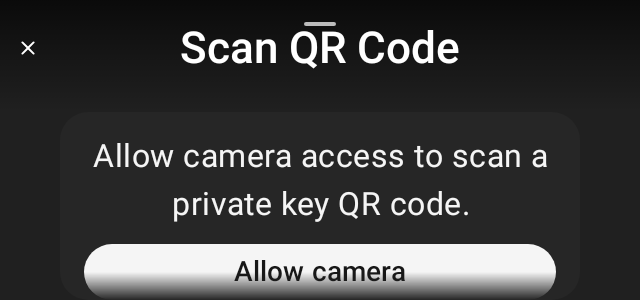 Scan QR Code
Allow camera access to scan a
private key QR code.
Allow camera